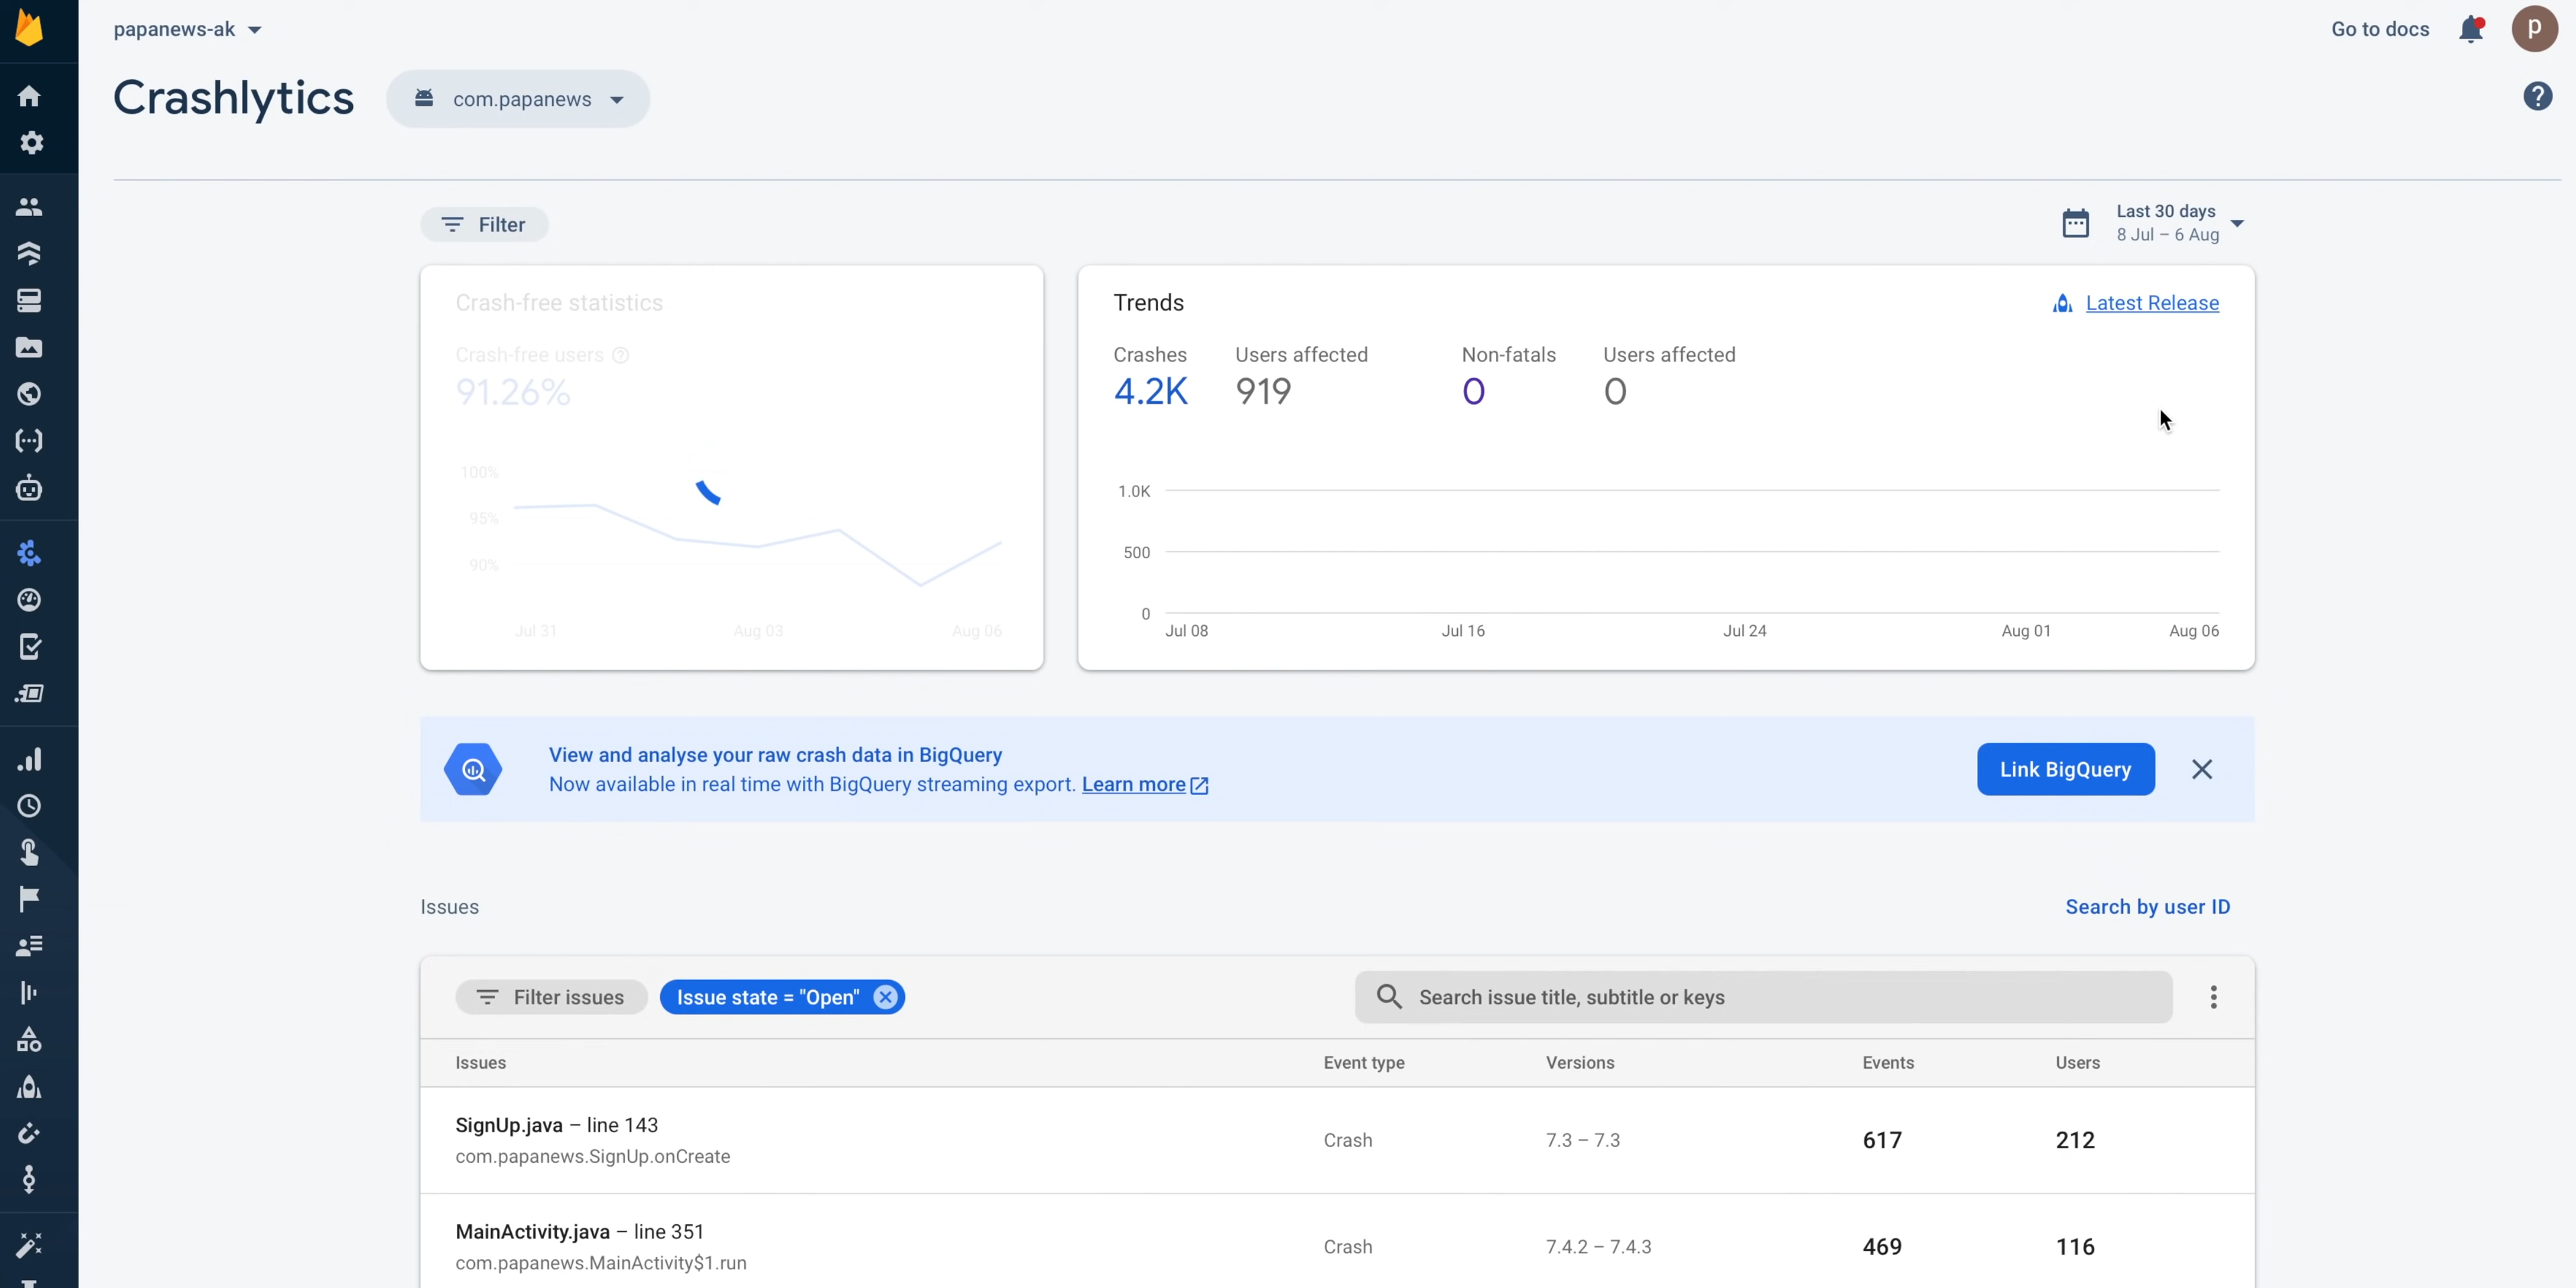 papanews-ak
Go to docs
p
Crashlytics
com.papanews
Filter
Last 30 days
8 Jul – 6 Aug
Crash-free statistics
Crash-free users
91.26%
100%
95%
90%
Jul 31
Aug 03
Aug 06
Trends
Latest Release
Crashes
Users affected
Non-fatals
Users affected
4.2K
919
0
0
1.0K
500
0
Jul 08
Jul 16
Jul 24
Aug 01
Aug 06
View and analyse your raw crash data in BigQuery
Now available in real time with BigQuery streaming export. Learn more
Link BigQuery
Issues
Search by user ID
Filter issues
Issue state = "Open"
Search issue title, subtitle or keys
Issues
Event type
Versions
Events
Users
SignUp.java – line 143
com.papanews.SignUp.onCreate
Crash
7.3 – 7.3
617
212
MainActivity.java – line 351
com.papanews.MainActivity$1.run
Crash
7.4.2 – 7.4.3
469
116